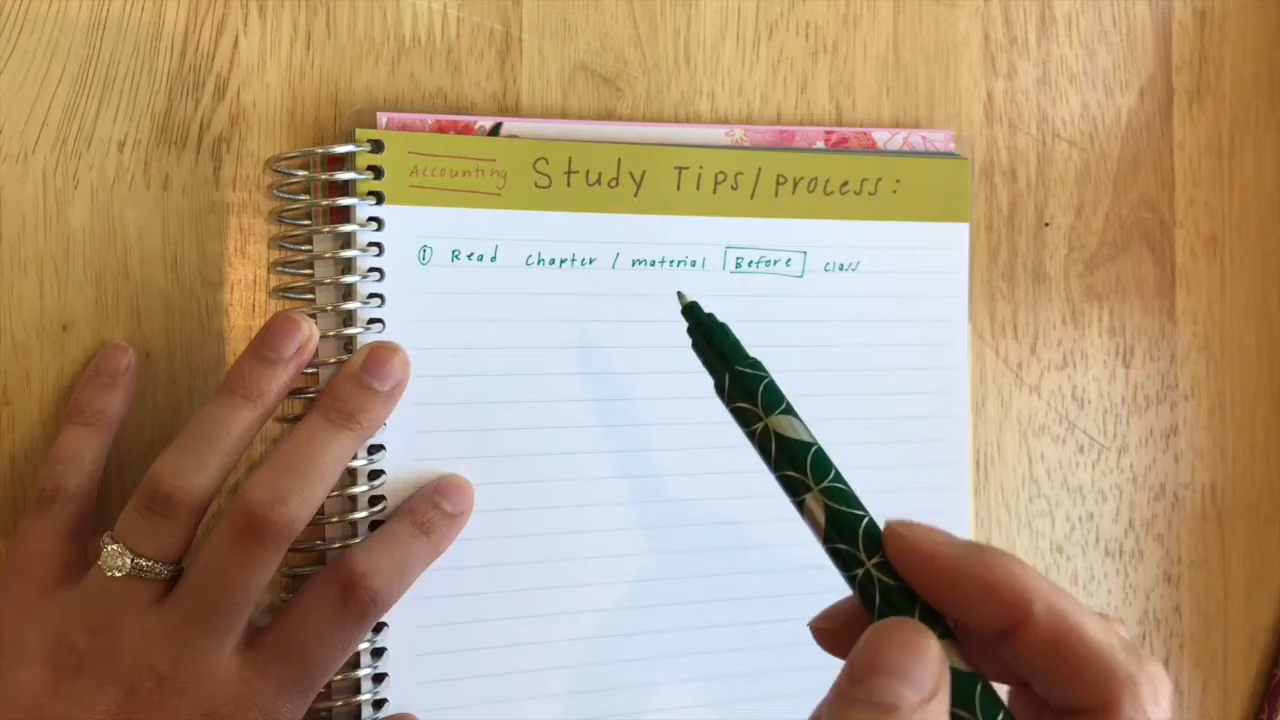 Accounting Study Tips/process:
① Read chapter / material Before class